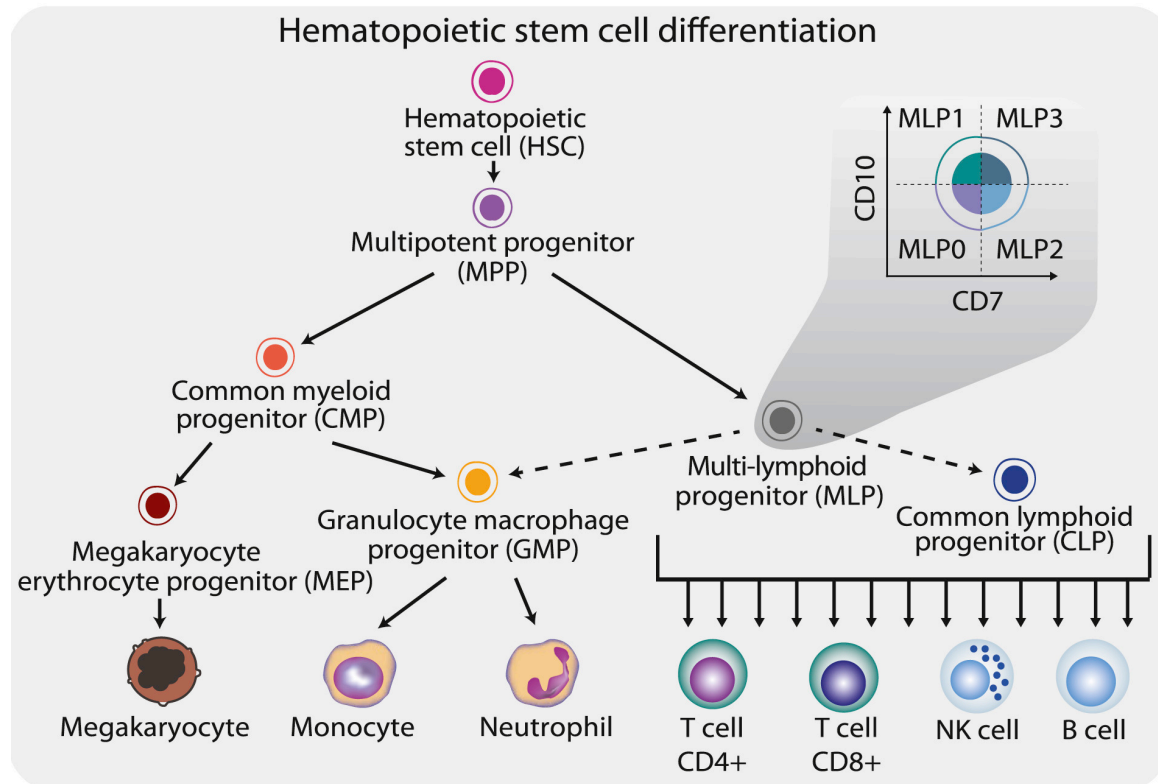 Hematopoietic stem cell differentiation
Hematopoietic
stem cell (HSC)
MLP1 MLP3
CD10
MLP0 MLP2
CD7
Multipotent progenitor
(MPP)
Common myeloid
progenitor (CMP)
Multi-lymphoid
progenitor (MLP)
Granulocyte macrophage
progenitor (GMP)
Common lymphoid
progenitor (CLP)
Megakaryocyte
erythrocyte progenitor (MEP)
Megakaryocyte
Monocyte
Neutrophil
T cell
CD4+
T cell
CD8+
NK cell
B cell